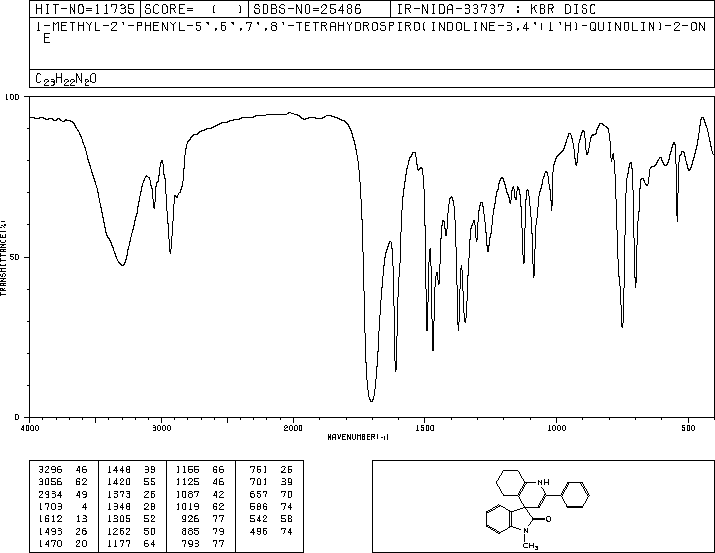 HIT-NO=11735 SCORE= ( ) SDBS-NO=25486 IR-NIDA-33737 : KBR DISC
1-METHYL-2'-PHENYL-5',6',7',8'-TETRAHYDROSPIRO(INDOLINE-3,4'(1'H)-QUINOLIN)-2-ON
E
C23H22N2O
100
50
0
TRANSMITTANCE(%)
4000 3000 2000 1500 1000 500
WAVENUMBER(-1)
3296 46 1448 39 1156 66 751 26
3056 62 1420 55 1125 46 701 39
2934 49 1373 26 1087 42 657 70
1703 4 1348 28 1019 62 586 74
1612 13 1305 52 926 77 542 58
1493 26 1262 50 885 79 496 74
1470 20 1177 64 793 77
NH
O
N
CH3